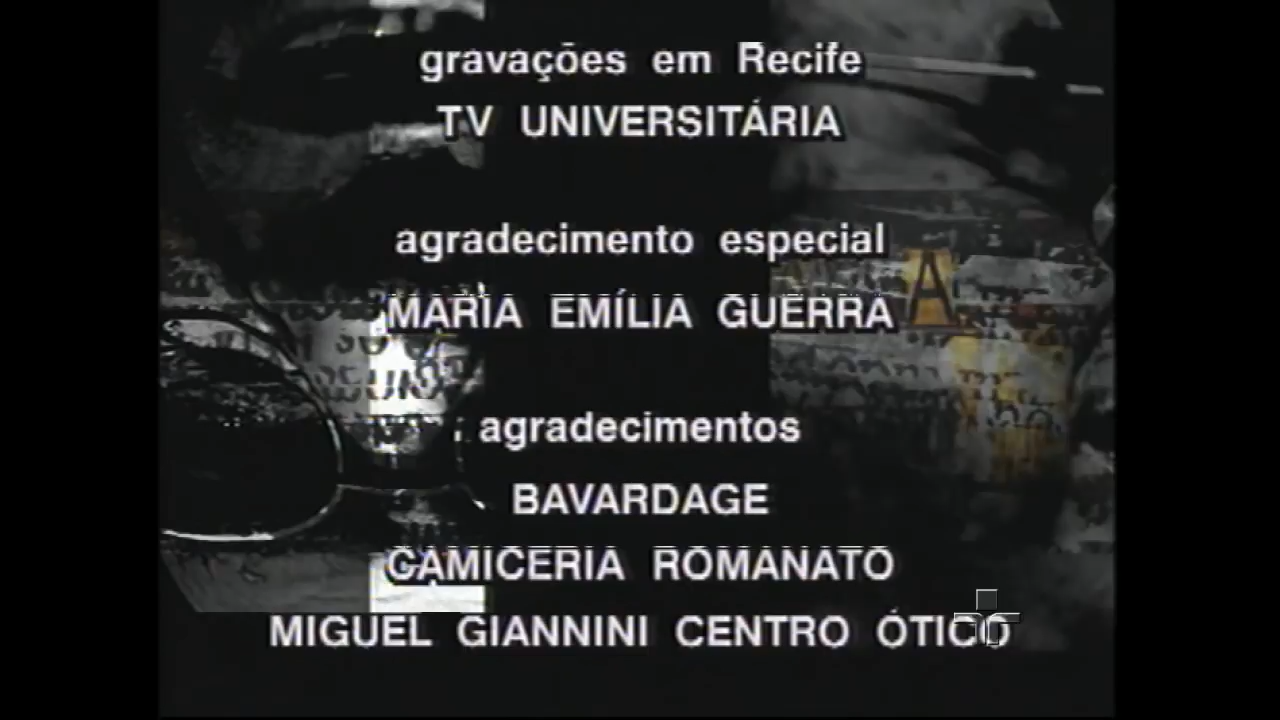 gravações em Recife
TV UNIVERSITÁRIA
agradecimento especial
MARIA EMÍLIA GUERRA
A
agradecimentos
BAVARDAGE
CAMICERIA ROMANATO
MIGUEL GIANNINI CENTRO ÓTICO